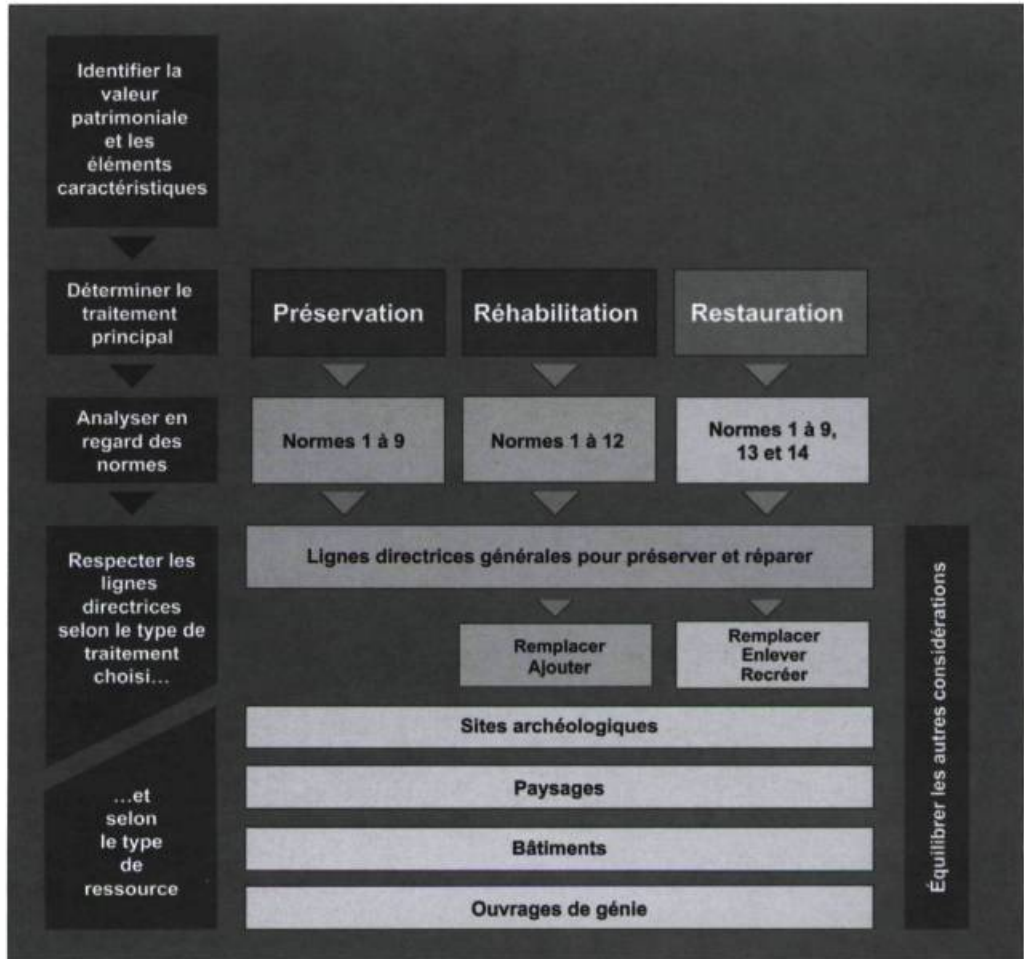 Identifier la
valeur
patrimoniale
et les
éléments
caractéristiques
Déterminer le
traitement
principal
Préservation
Réhabilitation
Restauration
Analyser en
regard des
normes
Normes 1 à 9
Normes 1 à 12
Normes 1 à 9,
13 et 14
Respecter les
lignes
directrices
selon le type de
traitement
choisi...
Lignes directrices générales pour préserver et réparer
Remplacer
Ajouter
Remplacer
Enlever
Recréer
...et
selon
le type
de
ressource
Sites archéologiques
Paysages
Bâtiments
Ouvrages de génie
Équilibrer les autres considérations